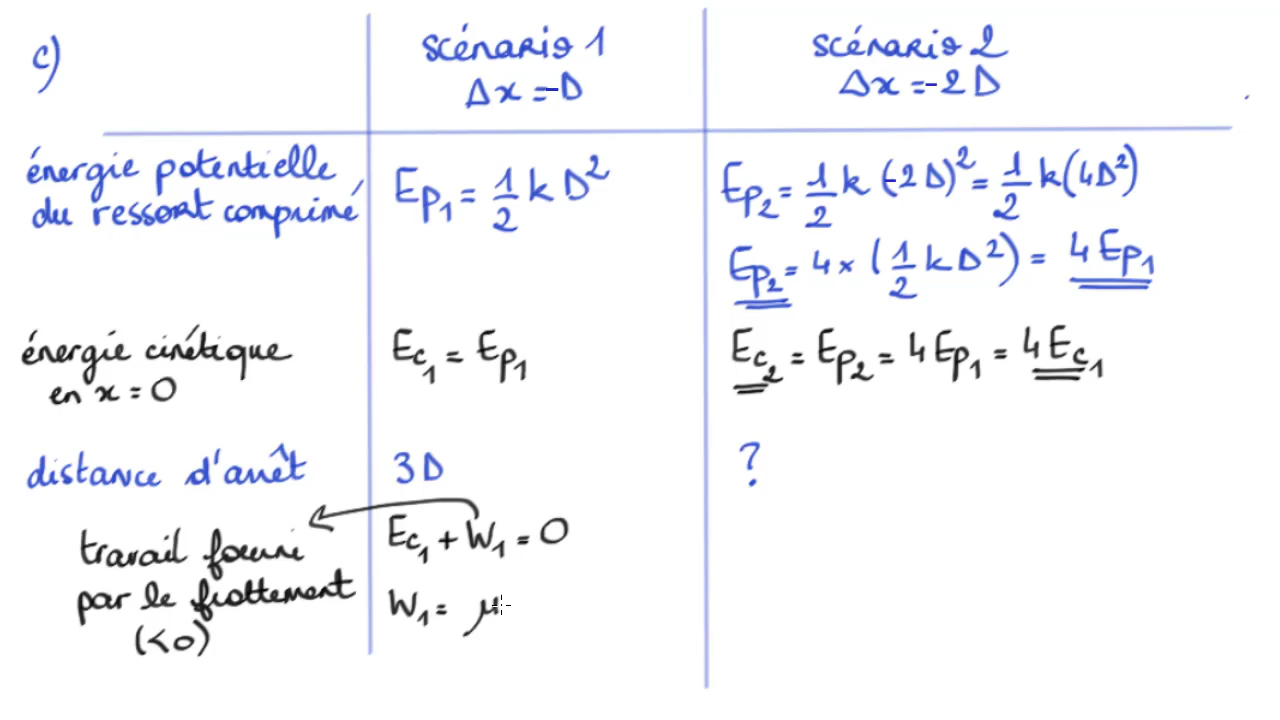 c)
scénario 1
Δx = -D
scénario 2
Δx = -2D
énergie potentielle
du ressort comprimé
Ep₁ = 1/2 k D²
Ep₂ = 1/2 k (-2D)² = 1/2 k(4D²)
Ep₂ = 4 × (1/2 k D²) = 4 Ep₁
énergie cinétique
en x = 0
Ec₁ = Ep₁
Ec₂ = Ep₂ = 4 Ep₁ = 4 Ec₁
distance d'arrêt
3D
?
travail fourni
par le frottement
(<0)
Ec₁ + W₁ = 0
W₁ = μ